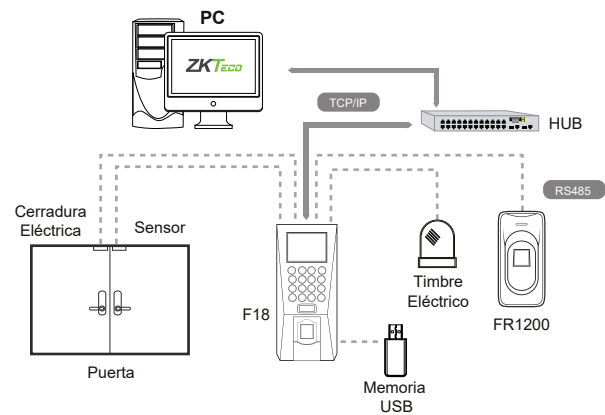 PC
ZKTECO
TCP/IP
HUB
RS485
Cerradura
Eléctrica
Sensor
F18
Timbre
Eléctrico
FR1200
Puerta
Memoria
USB